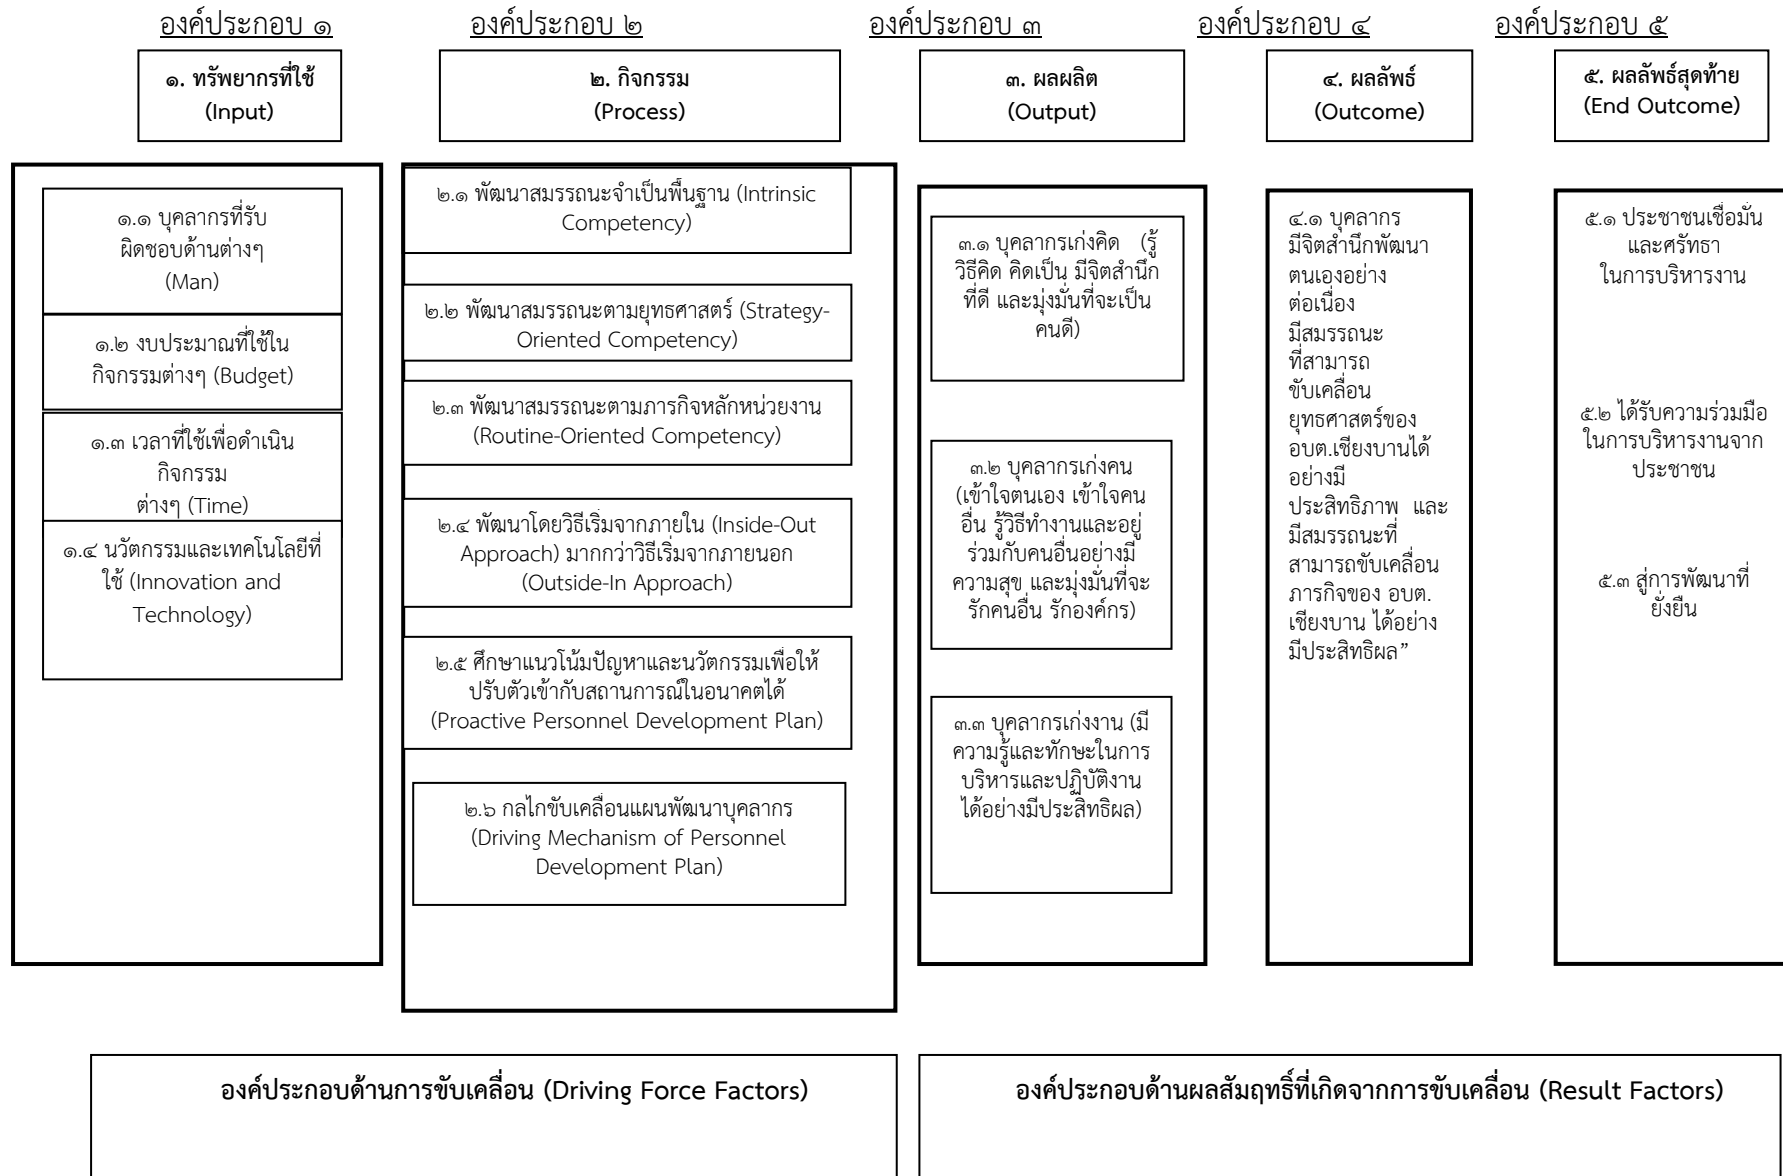 องค์ประกอบ ๑
องค์ประกอบ ๒
องค์ประกอบ ๓
องค์ประกอบ ๔
องค์ประกอบ ๕
๑. ทรัพยากรที่ใช้
(Input)
๒. กิจกรรม
(Process)
๓. ผลผลิต
(Output)
๔. ผลลัพธ์
(Outcome)
๕. ผลลัพธ์สุดท้าย
(End Outcome)
๑.๑ บุคลากรที่รับ
ผิดชอบด้านต่างๆ
(Man)
๑.๒ งบประมาณที่ใช้ใน
กิจกรรมต่างๆ (Budget)
๑.๓ เวลาที่ใช้เพื่อดำเนิน
กิจกรรม
ต่างๆ (Time)
๑.๔ นวัตกรรมและเทคโนโลยีที่
ใช้ (Innovation and
Technology)
๒.๑ พัฒนาสมรรถนะจำเป็นพื้นฐาน (Intrinsic
Competency)
๒.๒ พัฒนาสมรรถนะตามยุทธศาสตร์ (Strategy-
Oriented Competency)
๒.๓ พัฒนาสมรรถนะตามภารกิจหลักหน่วยงาน
(Routine-Oriented Competency)
๒.๔ พัฒนาโดยวิธีเริ่มจากภายใน (Inside-Out
Approach) มากกว่าวิธีเริ่มจากภายนอก
(Outside-In Approach)
๒.๕ ศึกษาแนวโน้มปัญหาและนวัตกรรมเพื่อให้
ปรับตัวเข้ากับสถานการณ์ในอนาคตได้
(Proactive Personnel Development Plan)
๒.๖ กลไกขับเคลื่อนแผนพัฒนาบุคลากร
(Driving Mechanism of Personnel
Development Plan)
๓.๑ บุคลากรเก่งคิด (รู้
วิธีคิด คิดเป็น มีจิตสำนึก
ที่ดี และมุ่งมั่นที่จะเป็น
คนดี)
๓.๒ บุคลากรเก่งคน
(เข้าใจตนเอง เข้าใจคน
อื่น รู้วิธีทำงานและอยู่
ร่วมกับคนอื่นอย่างมี
ความสุข และมุ่งมั่นที่จะ
รักคนอื่น รักองค์กร)
๓.๓ บุคลากรเก่งงาน (มี
ความรู้และทักษะในการ
บริหารและปฏิบัติงาน
ได้อย่างมีประสิทธิผล)
๔.๑ บุคลากร
มีจิตสำนึกพัฒนา
ตนเองอย่าง
ต่อเนื่อง
มีสมรรถนะ
ที่สามารถ
ขับเคลื่อน
ยุทธศาสตร์ของ
อบต.เชียงบานได้
อย่างมี
ประสิทธิภาพ และ
มีสมรรถนะที่
สามารถขับเคลื่อน
ภารกิจของ อบต.
เชียงบาน ได้อย่าง
มีประสิทธิผล”
๕.๑ ประชาชนเชื่อมั่น
และศรัทธา
ในการบริหารงาน
๕.๒ ได้รับความร่วมมือ
ในการบริหารงานจาก
ประชาชน
๕.๓ สู่การพัฒนาที่
ยั่งยืน
องค์ประกอบด้านการขับเคลื่อน (Driving Force Factors)
องค์ประกอบด้านผลสัมฤทธิ์ที่เกิดจากการขับเคลื่อน (Result Factors)